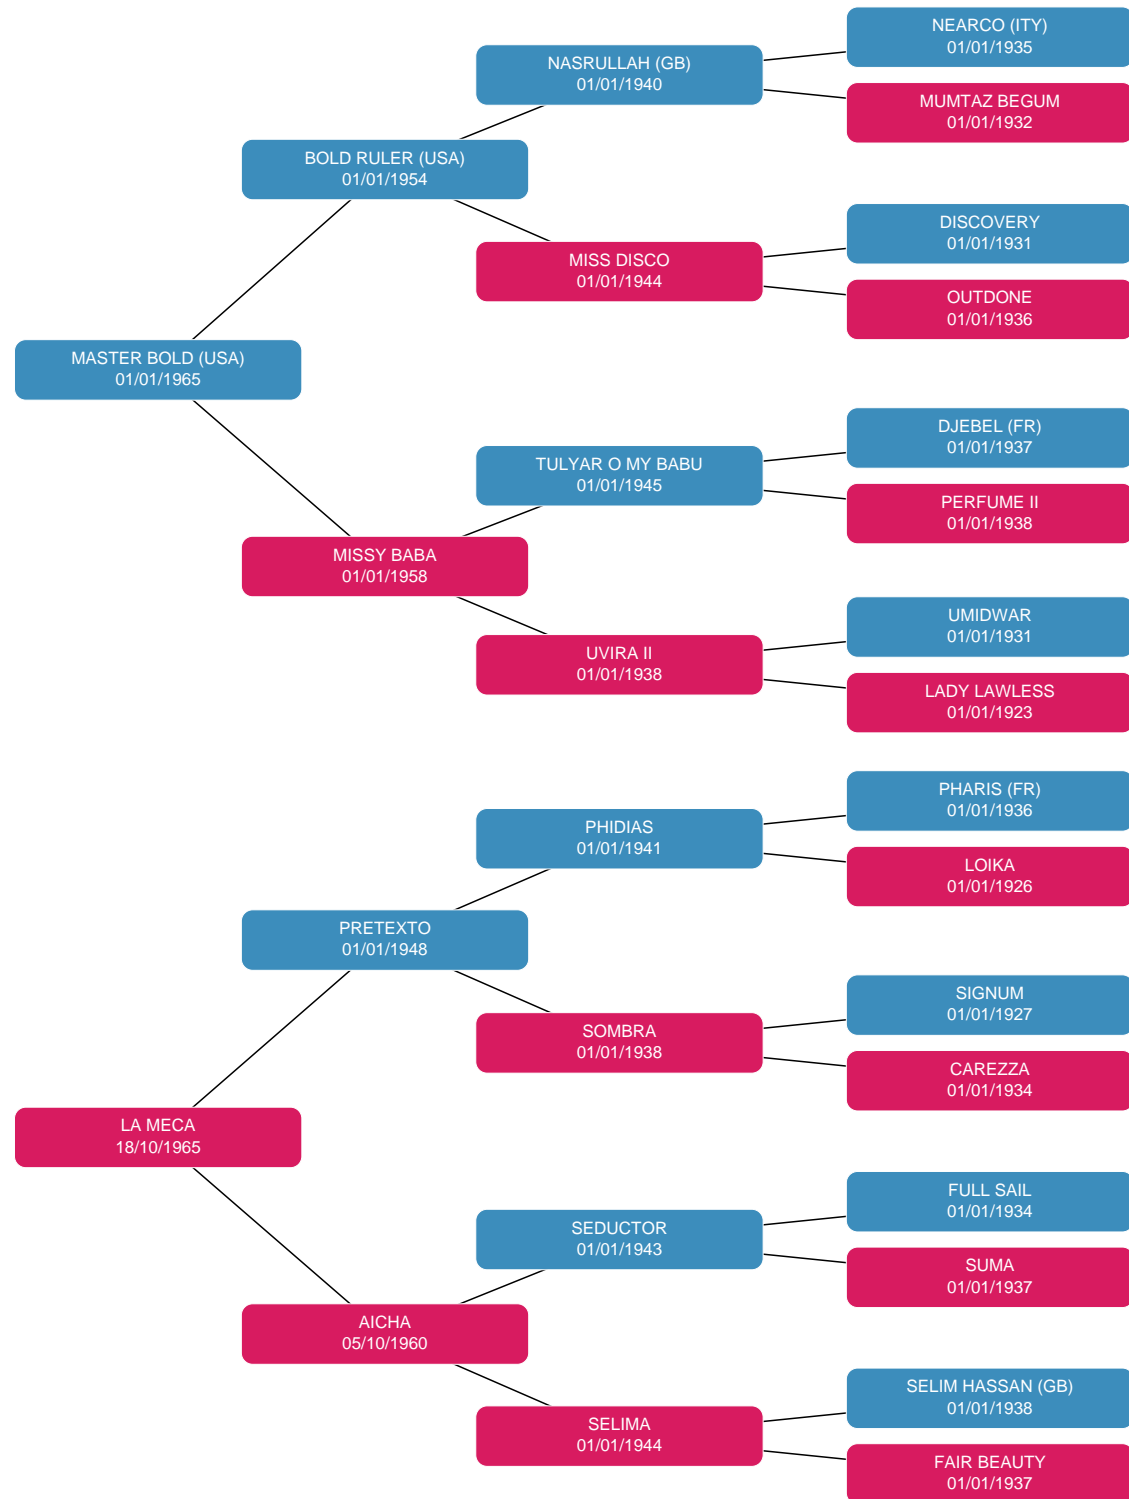 NEARCO (ITY)
01/01/1935
NASRULLAH (GB)
01/01/1940
MUMTAZ BEGUM
01/01/1932
BOLD RULER (USA)
01/01/1954
DISCOVERY
01/01/1931
MISS DISCO
01/01/1944
OUTDONE
01/01/1936
MASTER BOLD (USA)
01/01/1965
DJEBEL (FR)
01/01/1937
TULYAR O MY BABU
01/01/1945
PERFUME II
01/01/1938
MISSY BABA
01/01/1958
UMIDWAR
01/01/1931
UVIRA II
01/01/1938
LADY LAWLESS
01/01/1923
PHARIS (FR)
01/01/1936
PHIDIAS
01/01/1941
LOIKA
01/01/1926
PRETEXTO
01/01/1948
SIGNUM
01/01/1927
SOMBRA
01/01/1938
CAREZZA
01/01/1934
LA MECA
18/10/1965
FULL SAIL
01/01/1934
SEDUCTOR
01/01/1943
SUMA
01/01/1937
AICHA
05/10/1960
SELIM HASSAN (GB)
01/01/1938
SELIMA
01/01/1944
FAIR BEAUTY
01/01/1937